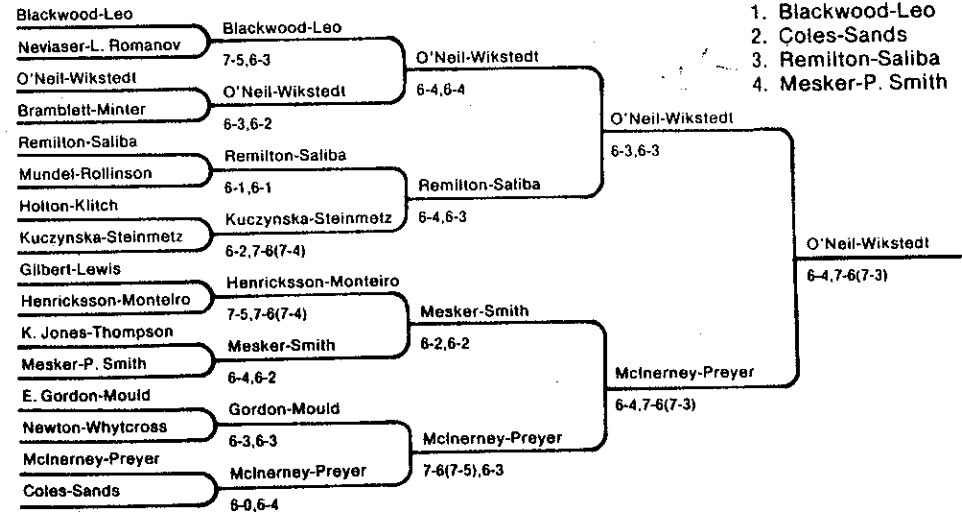 Blackwood-Leo
Neviaser-L. Romanov
O'Neil-Wikstedt
Bramblett-Minter
Remilton-Saliba
Mundel-Rollinson
Holton-Klitch
Kuczynska-Steinmetz
Gilbert-Lewis
Henricksson-Monteiro
K. Jones-Thompson
Mesker-P. Smith
E. Gordon-Mould
Newton-Whytcross
McInerney-Preyer
Coles-Sands
Blackwood-Leo
7-5,6-3
O'Neil-Wikstedt
6-3,6-2
Remilton-Saliba
6-1,6-1
Kuczynska-Steinmetz
6-2,7-6(7-4)
Henricksson-Monteiro
7-5,7-6(7-4)
Mesker-Smith
6-4,6-2
Gordon-Mould
6-3,6-3
McInerney-Preyer
6-0,6-4
O'Neil-Wikstedt
6-4,6-4
Remilton-Saliba
6-4,6-3
Mesker-Smith
6-2,6-2
McInerney-Preyer
7-6(7-5),6-3
O'Neil-Wikstedt
6-3,6-3
McInerney-Preyer
6-4,7-6(7-3)
O'Neil-Wikstedt
6-4,7-6(7-3)
1. Blackwood-Leo
2. Coles-Sands
3. Remilton-Saliba
4. Mesker-P. Smith